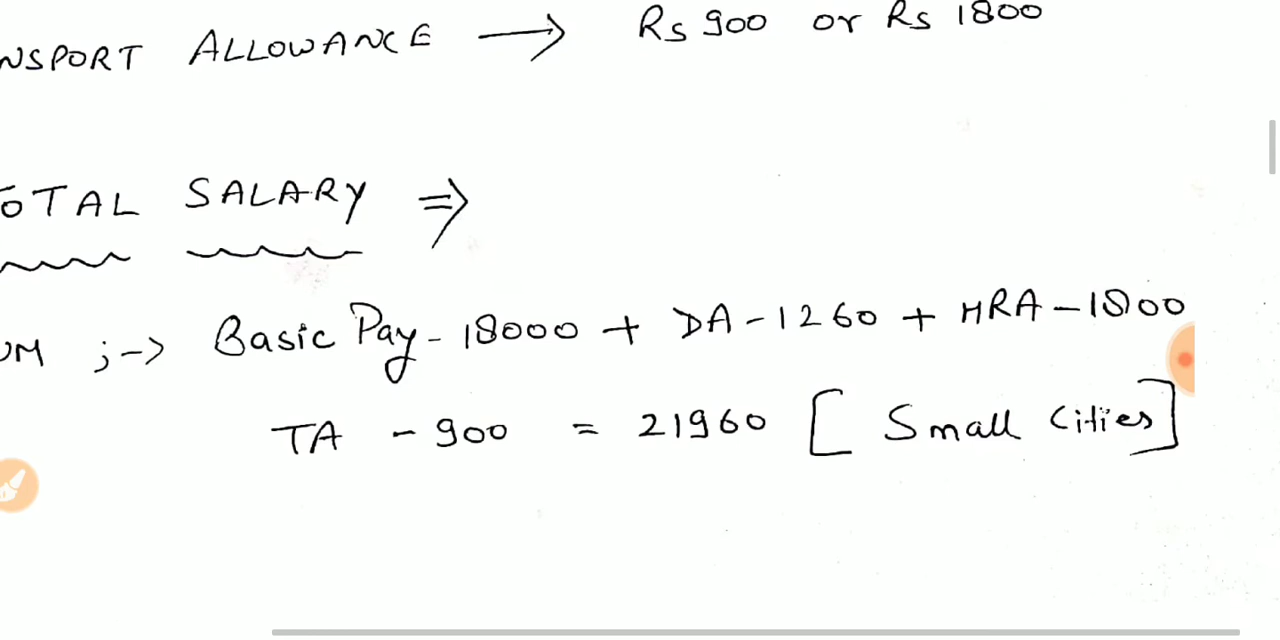 NSPORT ALLOWANCE → Rs 900 or Rs 1800
OTAL SALARY ⇒
UM ;-> Basic Pay - 18000 + DA - 1260 + HRA - 1800
TA - 900 = 21960 [Small Cities]